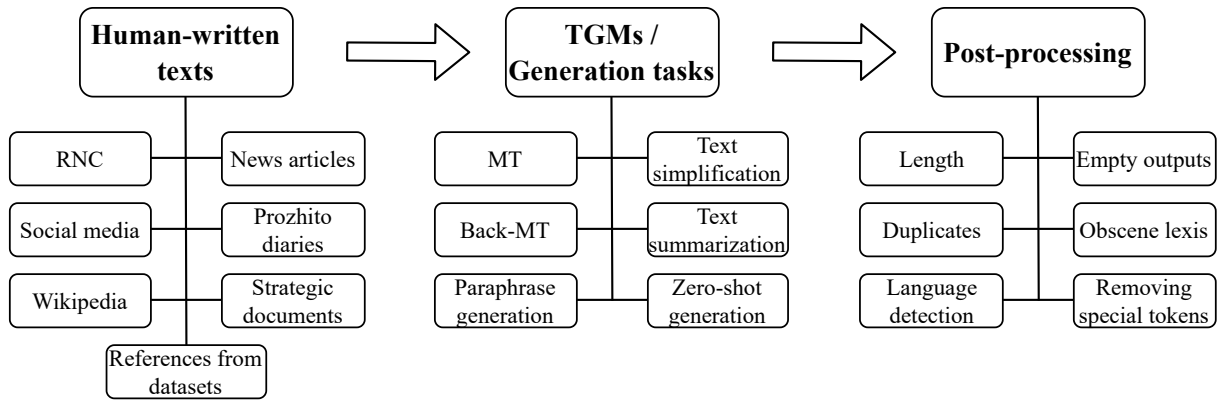 Human-written
texts
RNC
News articles
Social media
Prozhito
diaries
Wikipedia
Strategic
documents
References from
datasets
TGMs /
Generation tasks
MT
Text
simplification
Back-MT
Text
summarization
Paraphrase
generation
Zero-shot
generation
Post-processing
Length
Empty outputs
Duplicates
Obscene lexis
Language
detection
Removing
special tokens